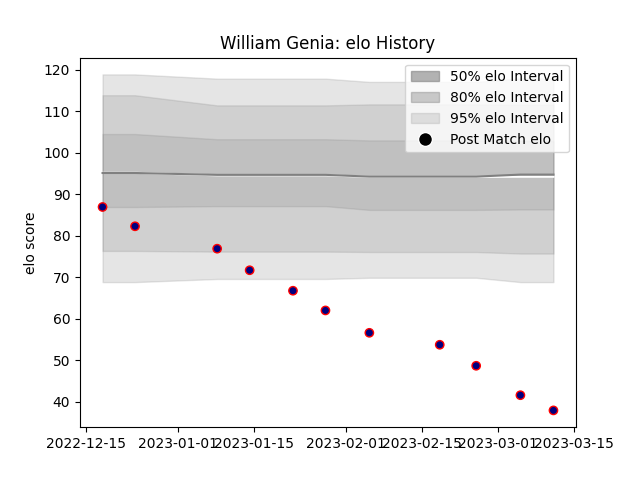 William Genia: elo History
120
110
100
90
80
70
60
50
40
elo score
50% elo Interval
80% elo Interval
95% elo Interval
Post Match elo
2022-12-15
2023-01-01
2023-01-15
2023-02-01
2023-02-15
2023-03-01
2023-03-15